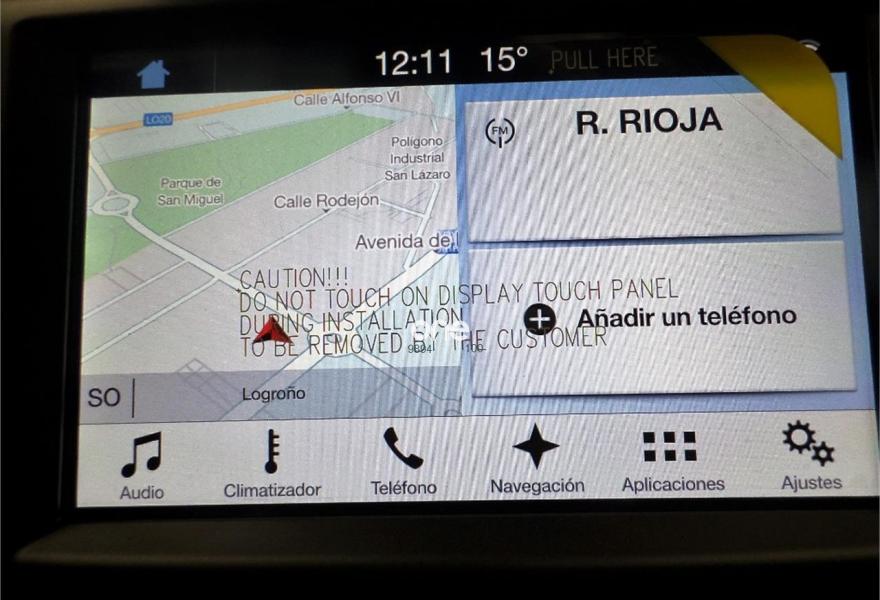 12:11 15° PULL HERE
Calle Alfonso VI
LO20
Polígono
Industrial
San Lázaro
Parque de
San Miguel
Calle Rodejón
Avenida de
FM
R. RIOJA
CAUTION!!!
DO NOT TOUCH ON DISPLAY TOUCH PANEL
DURING INSTALLATION
TO BE REMOVED BY THE CUSTOMER
Añadir un teléfono
SO
Logroño
Audio
Climatizador
Teléfono
Navegación
Aplicaciones
Ajustes